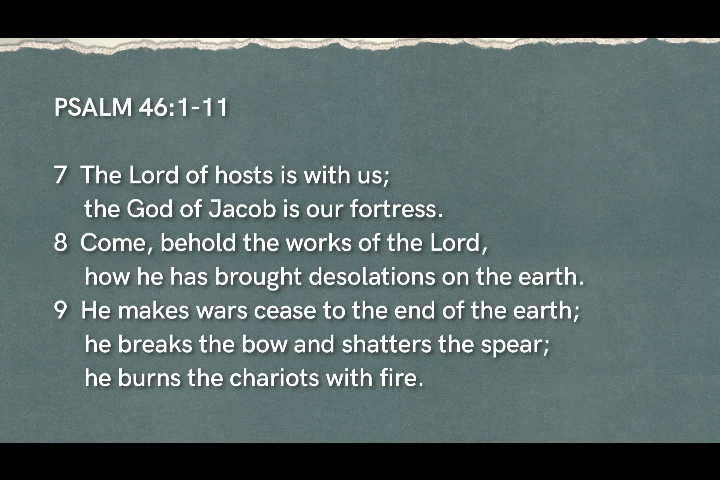 PSALM 46:1-11
7 The Lord of hosts is with us;
the God of Jacob is our fortress.
8 Come, behold the works of the Lord,
how he has brought desolations on the earth.
9 He makes wars cease to the end of the earth;
he breaks the bow and shatters the spear;
he burns the chariots with fire.